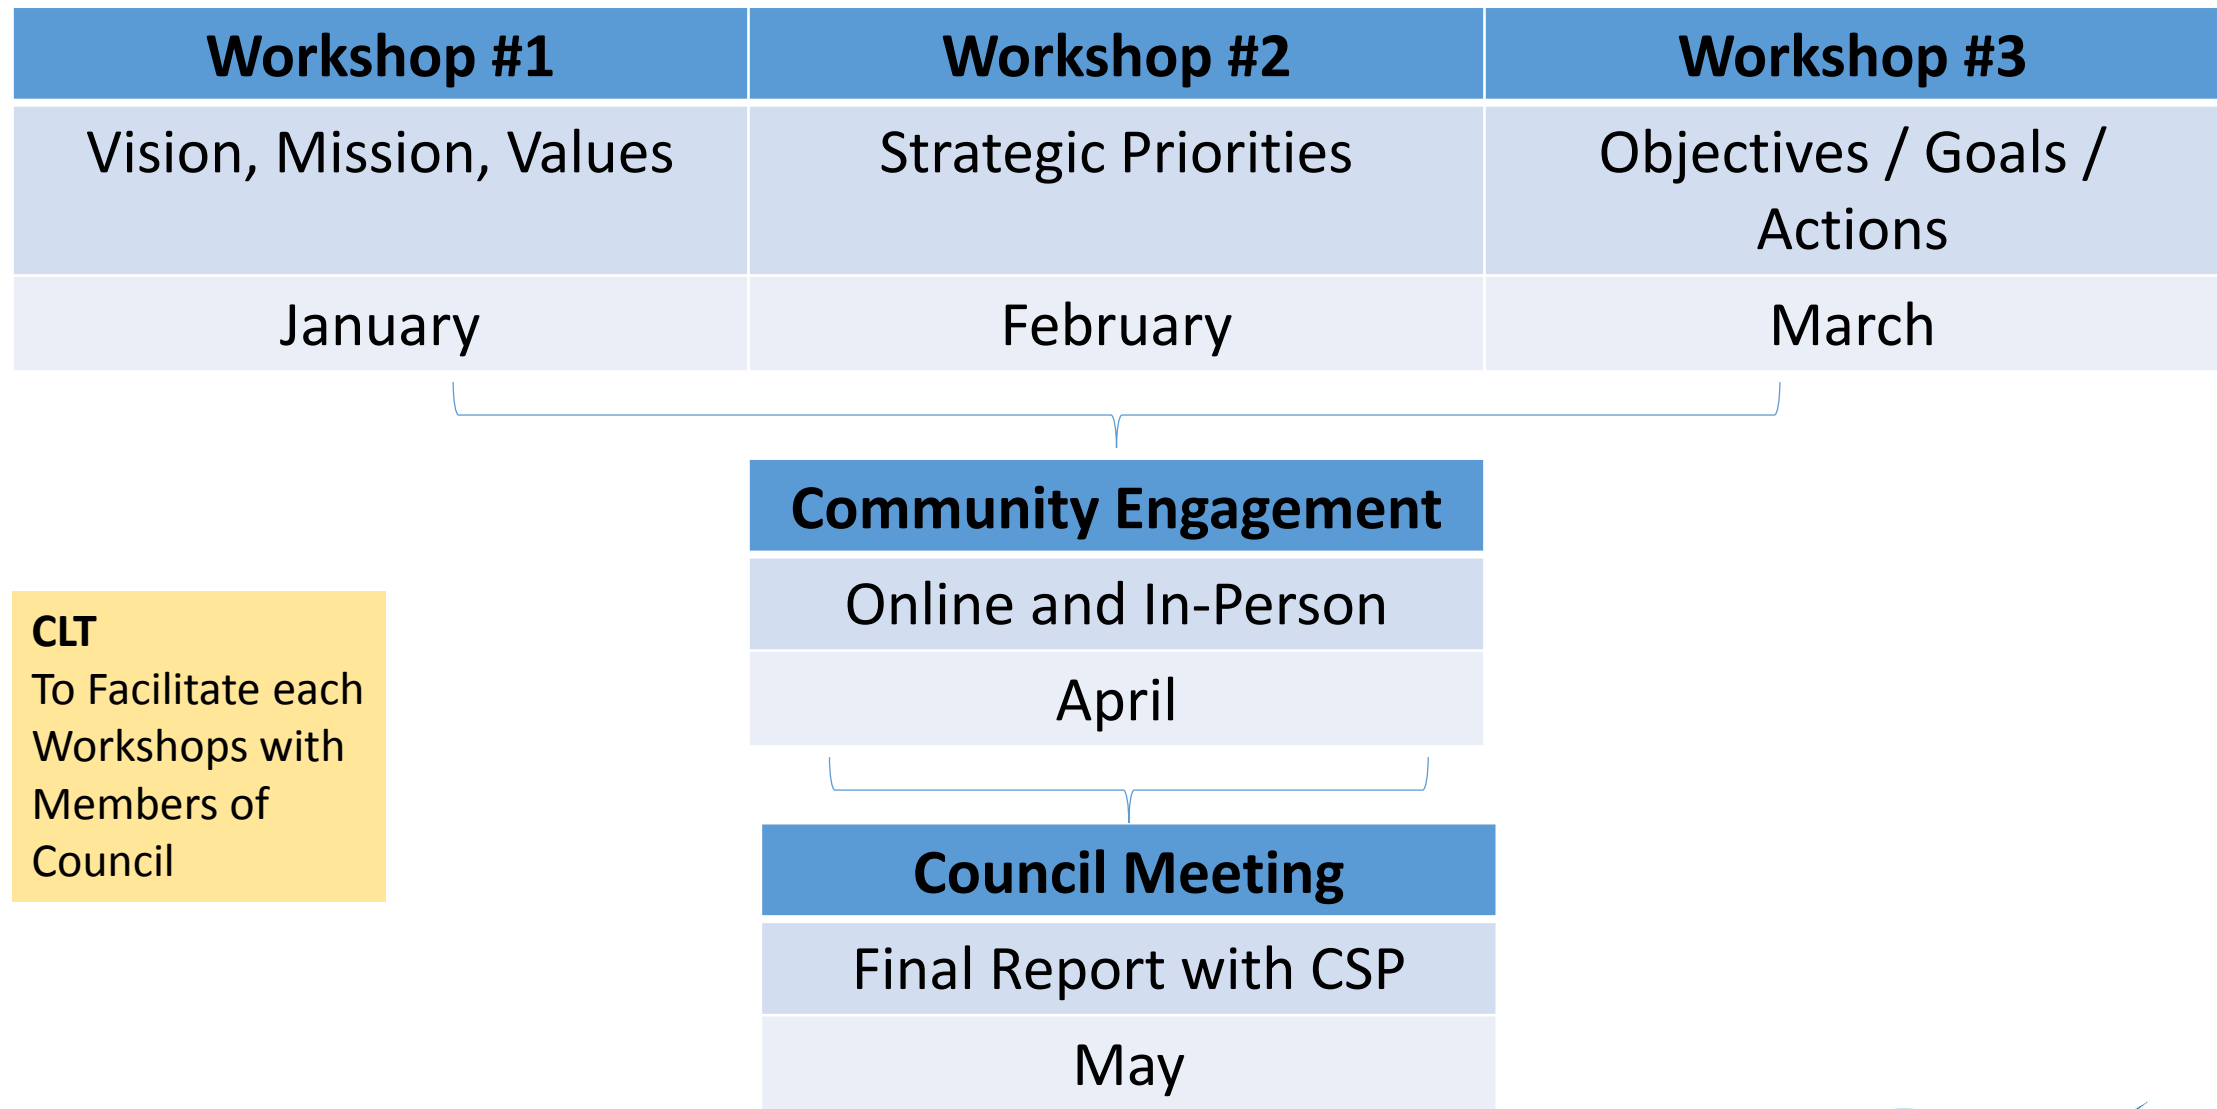 Workshop #1
Workshop #2
Workshop #3
Vision, Mission, Values
Strategic Priorities
Objectives / Goals /
Actions
January
February
March
Community Engagement
Online and In-Person
April
CLT
To Facilitate each
Workshops with
Members of
Council
Council Meeting
Final Report with CSP
May